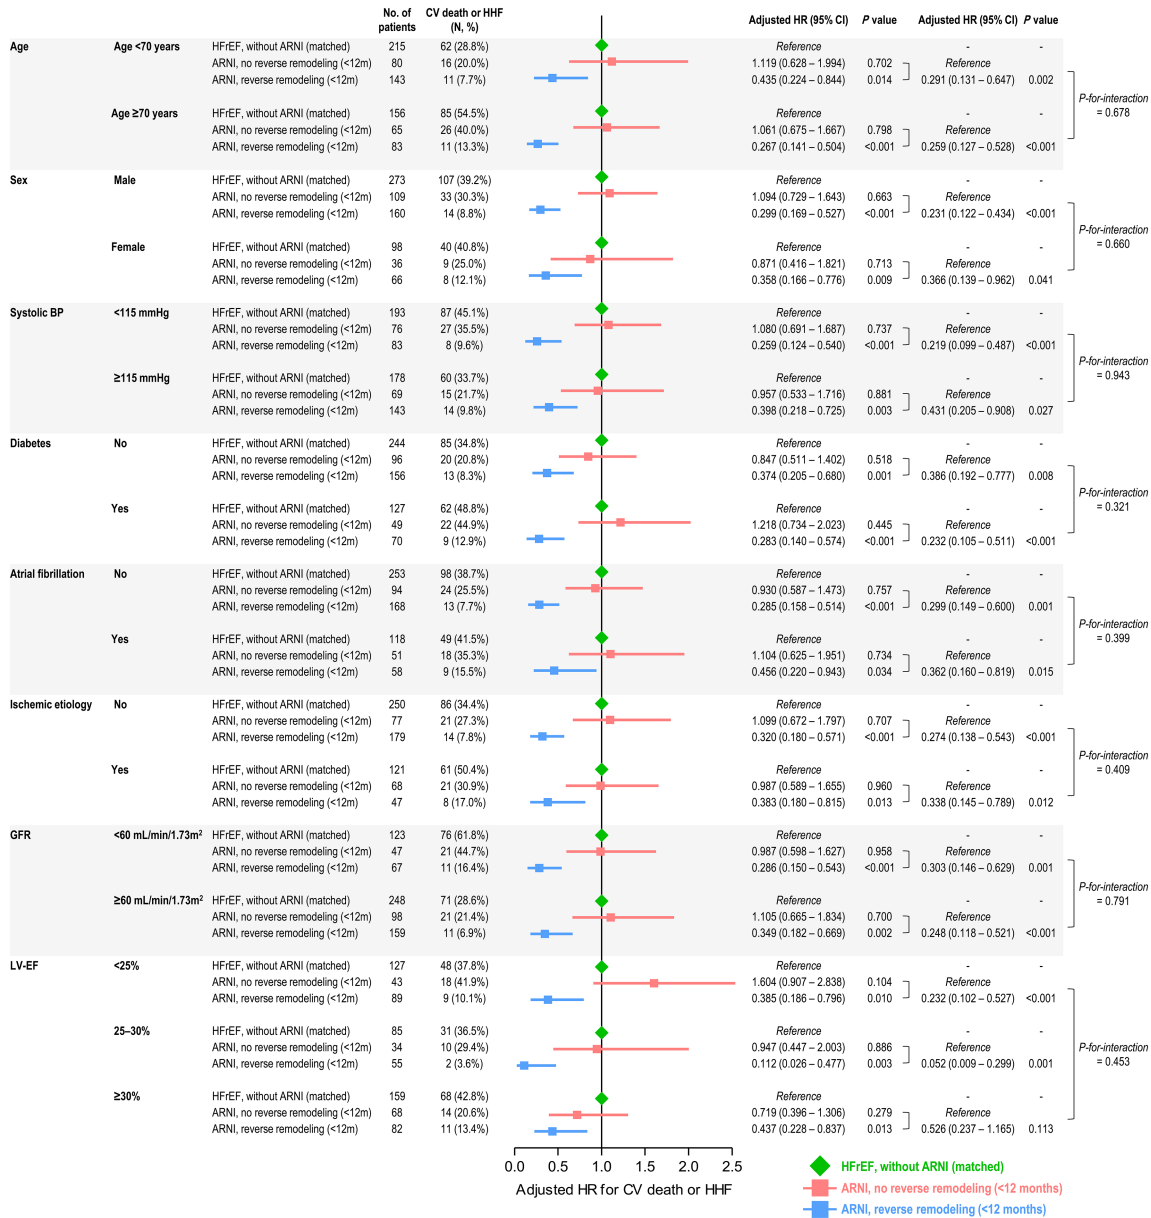 No. of patients CV death or HHF (N, %) Adjusted HR (95% CI) P value Adjusted HR (95% CI) P value
Age Age <70 years HFrEF, without ARNI (matched) 215 62 (28.8%) Reference - -
ARNI, no reverse remodeling (<12m) 80 16 (20.0%) 1.119 (0.628 – 1.994) 0.702 Reference
ARNI, reverse remodeling (<12m) 143 11 (7.7%) 0.435 (0.224 – 0.844) 0.014 0.291 (0.131 – 0.647) 0.002
P-for-interaction
= 0.678
Age ≥70 years HFrEF, without ARNI (matched) 156 85 (54.5%) Reference - -
ARNI, no reverse remodeling (<12m) 65 26 (40.0%) 1.061 (0.675 – 1.667) 0.798 Reference
ARNI, reverse remodeling (<12m) 83 11 (13.3%) 0.267 (0.141 – 0.504) <0.001 0.259 (0.127 – 0.528) <0.001
Sex Male HFrEF, without ARNI (matched) 273 107 (39.2%) Reference - -
ARNI, no reverse remodeling (<12m) 109 33 (30.3%) 1.094 (0.729 – 1.643) 0.663 Reference
ARNI, reverse remodeling (<12m) 160 14 (8.8%) 0.299 (0.169 – 0.527) <0.001 0.231 (0.122 – 0.434) <0.001
P-for-interaction
= 0.660
Female HFrEF, without ARNI (matched) 98 40 (40.8%) Reference - -
ARNI, no reverse remodeling (<12m) 36 9 (25.0%) 0.871 (0.416 – 1.821) 0.713 Reference
ARNI, reverse remodeling (<12m) 66 8 (12.1%) 0.358 (0.166 – 0.776) 0.009 0.366 (0.139 – 0.962) 0.041
Systolic BP <115 mmHg HFrEF, without ARNI (matched) 193 87 (45.1%) Reference - -
ARNI, no reverse remodeling (<12m) 76 27 (35.5%) 1.080 (0.691 – 1.687) 0.737 Reference
ARNI, reverse remodeling (<12m) 83 8 (9.6%) 0.259 (0.124 – 0.540) <0.001 0.219 (0.099 – 0.487) <0.001
P-for-interaction
= 0.943
≥115 mmHg HFrEF, without ARNI (matched) 178 60 (33.7%) Reference - -
ARNI, no reverse remodeling (<12m) 69 15 (21.7%) 0.957 (0.533 – 1.716) 0.881 Reference
ARNI, reverse remodeling (<12m) 143 14 (9.8%) 0.398 (0.218 – 0.725) 0.003 0.431 (0.205 – 0.908) 0.027
Diabetes No HFrEF, without ARNI (matched) 244 85 (34.8%) Reference - -
ARNI, no reverse remodeling (<12m) 96 20 (20.8%) 0.847 (0.511 – 1.402) 0.518 Reference
ARNI, reverse remodeling (<12m) 156 13 (8.3%) 0.374 (0.205 – 0.680) 0.001 0.386 (0.192 – 0.777) 0.008
P-for-interaction
= 0.321
Yes HFrEF, without ARNI (matched) 127 62 (48.8%) Reference - -
ARNI, no reverse remodeling (<12m) 49 22 (44.9%) 1.218 (0.734 – 2.023) 0.445 Reference
ARNI, reverse remodeling (<12m) 70 9 (12.9%) 0.283 (0.140 – 0.574) <0.001 0.232 (0.105 – 0.511) <0.001
Atrial fibrillation No HFrEF, without ARNI (matched) 253 98 (38.7%) Reference - -
ARNI, no reverse remodeling (<12m) 94 24 (25.5%) 0.930 (0.587 – 1.473) 0.757 Reference
ARNI, reverse remodeling (<12m) 168 13 (7.7%) 0.285 (0.158 – 0.514) <0.001 0.299 (0.149 – 0.600) 0.001
P-for-interaction
= 0.399
Yes HFrEF, without ARNI (matched) 118 49 (41.5%) Reference - -
ARNI, no reverse remodeling (<12m) 51 18 (35.3%) 1.104 (0.625 – 1.951) 0.734 Reference
ARNI, reverse remodeling (<12m) 58 9 (15.5%) 0.456 (0.220 – 0.943) 0.034 0.362 (0.160 – 0.819) 0.015
Ischemic etiology No HFrEF, without ARNI (matched) 250 86 (34.4%) Reference - -
ARNI, no reverse remodeling (<12m) 77 21 (27.3%) 1.099 (0.672 – 1.797) 0.707 Reference
ARNI, reverse remodeling (<12m) 179 14 (7.8%) 0.320 (0.180 – 0.571) <0.001 0.274 (0.138 – 0.543) <0.001
P-for-interaction
= 0.409
Yes HFrEF, without ARNI (matched) 121 61 (50.4%) Reference - -
ARNI, no reverse remodeling (<12m) 68 21 (30.9%) 0.987 (0.589 – 1.655) 0.960 Reference
ARNI, reverse remodeling (<12m) 47 8 (17.0%) 0.383 (0.180 – 0.815) 0.013 0.338 (0.145 – 0.789) 0.012
GFR <60 mL/min/1.73m² HFrEF, without ARNI (matched) 123 76 (61.8%) Reference - -
ARNI, no reverse remodeling (<12m) 47 21 (44.7%) 0.987 (0.598 – 1.627) 0.958 Reference
ARNI, reverse remodeling (<12m) 67 11 (16.4%) 0.286 (0.150 – 0.543) <0.001 0.303 (0.146 – 0.629) 0.001
P-for-interaction
= 0.791
≥60 mL/min/1.73m² HFrEF, without ARNI (matched) 248 71 (28.6%) Reference - -
ARNI, no reverse remodeling (<12m) 98 21 (21.4%) 1.105 (0.665 – 1.834) 0.700 Reference
ARNI, reverse remodeling (<12m) 159 11 (6.9%) 0.349 (0.182 – 0.669) 0.002 0.248 (0.118 – 0.521) <0.001
LV-EF <25% HFrEF, without ARNI (matched) 127 48 (37.8%) Reference - -
ARNI, no reverse remodeling (<12m) 43 18 (41.9%) 1.604 (0.907 – 2.838) 0.104 Reference
ARNI, reverse remodeling (<12m) 89 9 (10.1%) 0.385 (0.186 – 0.796) 0.010 0.232 (0.102 – 0.527) <0.001
25–30% HFrEF, without ARNI (matched) 85 31 (36.5%) Reference - -
ARNI, no reverse remodeling (<12m) 34 10 (29.4%) 0.947 (0.447 – 2.003) 0.886 Reference
ARNI, reverse remodeling (<12m) 55 2 (3.6%) 0.112 (0.026 – 0.477) 0.003 0.052 (0.009 – 0.299) 0.001
P-for-interaction
= 0.453
≥30% HFrEF, without ARNI (matched) 159 68 (42.8%) Reference - -
ARNI, no reverse remodeling (<12m) 68 14 (20.6%) 0.719 (0.396 – 1.306) 0.279 Reference
ARNI, reverse remodeling (<12m) 82 11 (13.4%) 0.437 (0.228 – 0.837) 0.013 0.526 (0.237 – 1.165) 0.113
0.0 0.5 1.0 1.5 2.0 2.5
Adjusted HR for CV death or HHF
HFrEF, without ARNI (matched)
ARNI, no reverse remodeling (<12 months)
ARNI, reverse remodeling (<12 months)